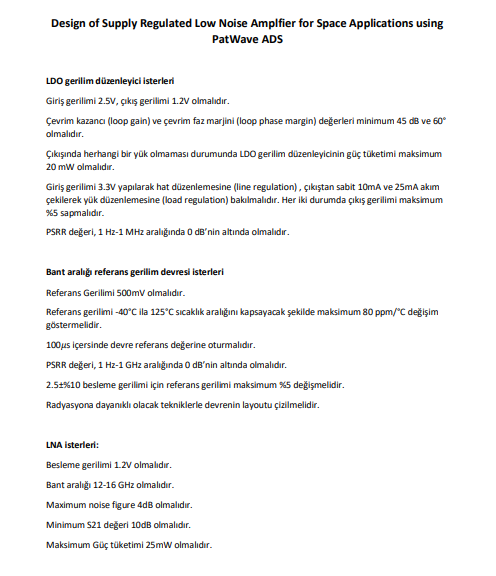 Design of Supply Regulated Low Noise Amplfier for Space Applications using
PatWave ADS
LDO gerilim düzenleyici isterleri
Giriş gerilimi 2.5V, çıkış gerilimi 1.2V olmalıdır.
Çevrim kazancı (loop gain) ve çevrim faz marjini (loop phase margin) değerleri minimum 45 dB ve 60°
olmalıdır.
Çıkışında herhangi bir yük olmaması durumunda LDO gerilim düzenleyicinin güç tüketimi maksimum
20 mW olmalıdır.
Giriş gerilimi 3.3V yapılarak hat düzenlemesine (line regulation) , çıkıştan sabit 10mA ve 25mA akım
çekilerek yük düzenlemesine (load regulation) bakılmalıdır. Her iki durumda çıkış gerilimi maksimum
%5 sapmalıdır.
PSRR değeri, 1 Hz-1 MHz aralığında 0 dB'nin altında olmalıdır.
Bant aralığı referans gerilim devresi isterleri
Referans Gerilimi 500mV olmalıdır.
Referans gerilimi -40°C ila 125°C sıcaklık aralığını kapsayacak şekilde maksimum 80 ppm/°C değişim
göstermelidir.
100μs içersinde devre referans değerine oturmalıdır.
PSRR değeri, 1 Hz-1 GHz aralığında 0 dB'nin altında olmalıdır.
2.5±%10 besleme gerilimi için referans gerilimi maksimum %5 değişmelidir.
Radyasyona dayanıklı olacak tekniklerle devrenin layoutu çizilmelidir.
LNA isterleri:
Besleme gerilimi 1.2V olmalıdır.
Bant aralığı 12-16 GHz olmalıdır.
Maximum noise figure 4dB olmalıdır.
Minimum S21 değeri 10dB olmalıdır.
Maksimum Güç tüketimi 25mW olmalıdır.